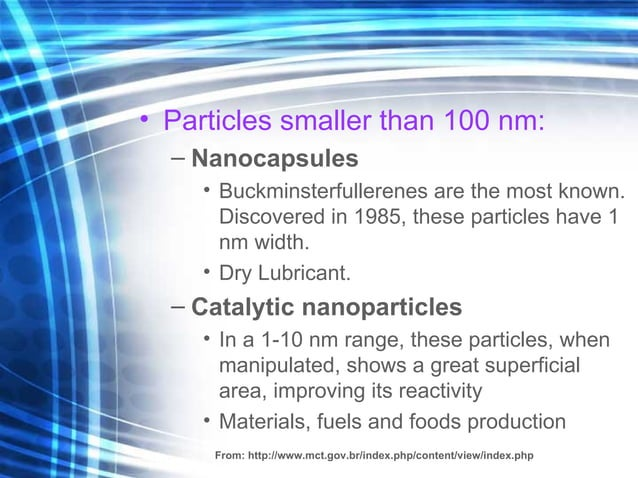 • Particles smaller than 100 nm:
– Nanocapsules
• Buckminsterfullerenes are the most known.
Discovered in 1985, these particles have 1
nm width.
• Dry Lubricant.
– Catalytic nanoparticles
• In a 1-10 nm range, these particles, when
manipulated, shows a great superficial
area, improving its reactivity
• Materials, fuels and foods production
From: http://www.mct.gov.br/index.php/content/view/index.php